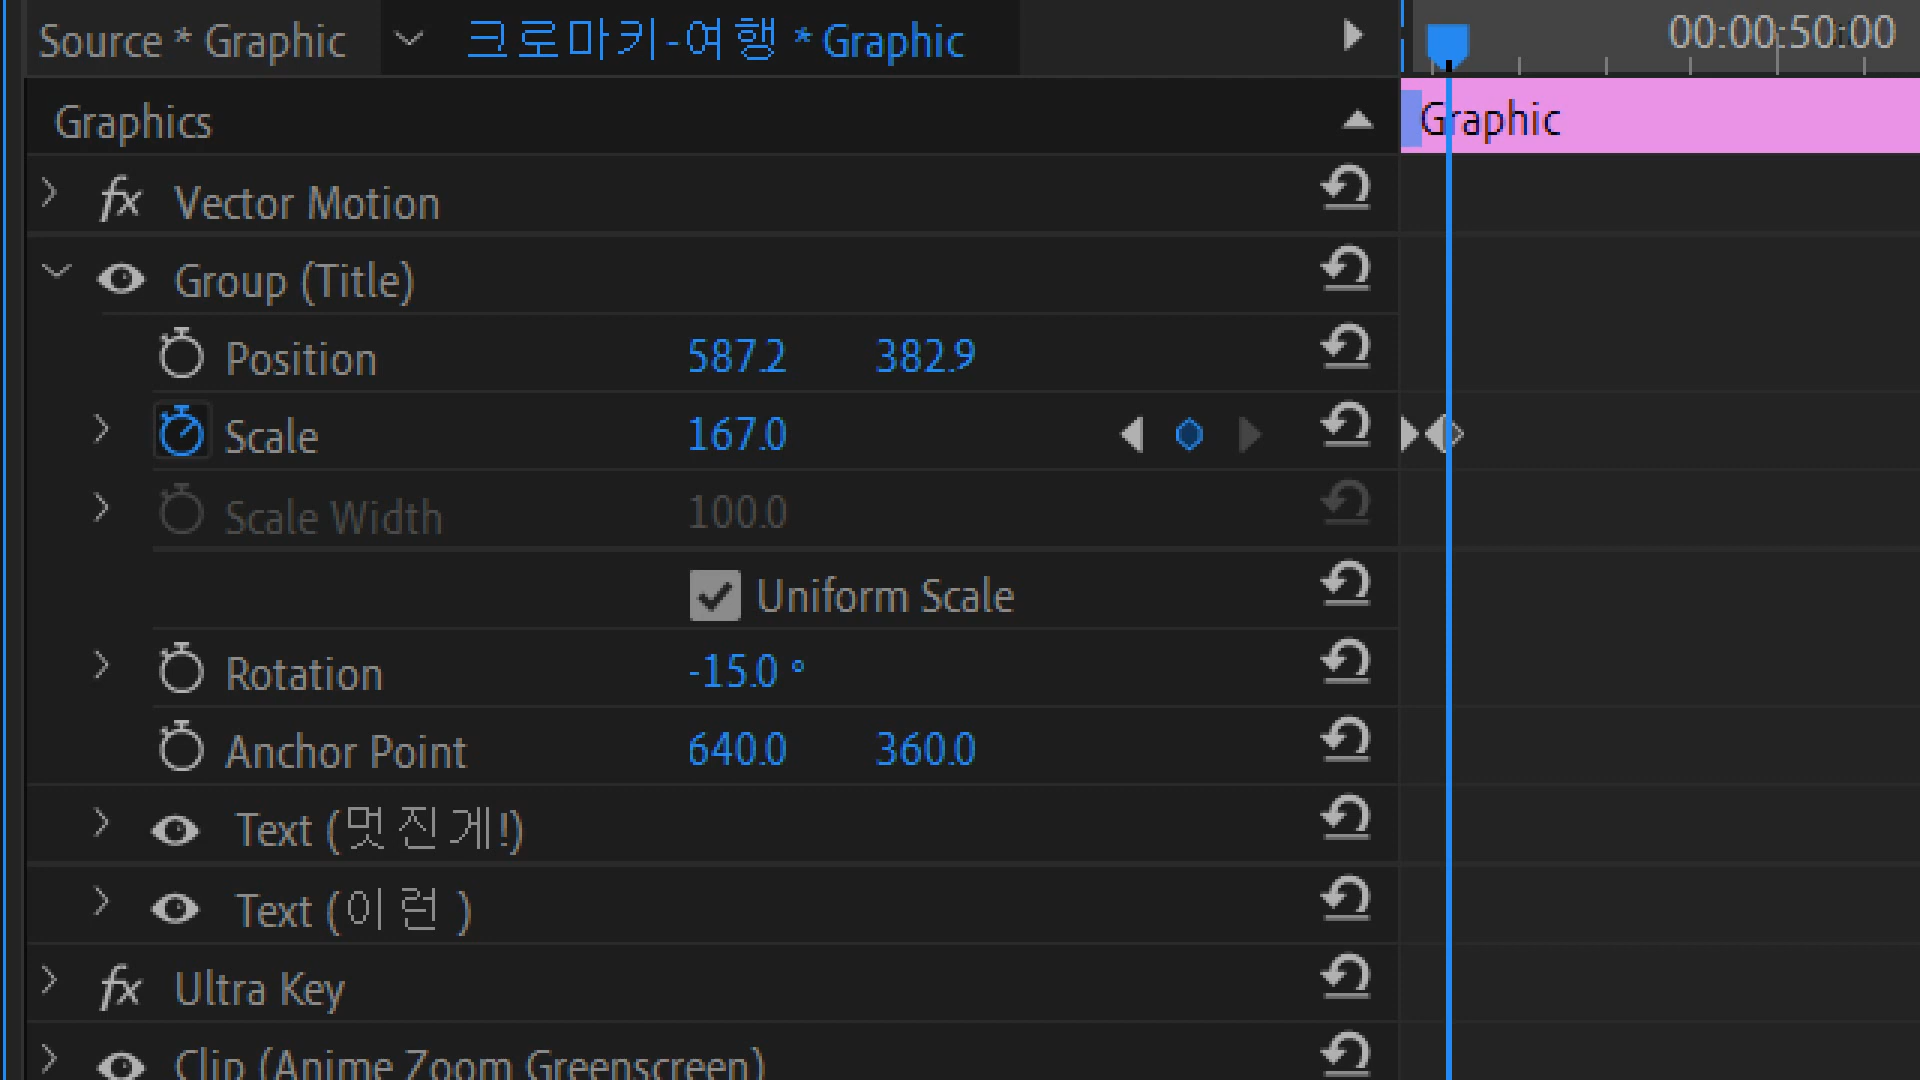 Source * Graphic 크로마키-여행 * Graphic 00:00:50:00
Graphics Graphic
fx Vector Motion
Group (Title)
Position 587.2 382.9
Scale 167.0
Scale Width 100.0
Uniform Scale
Rotation -15.0 °
Anchor Point 640.0 360.0
Text (멋진게!)
Text (이런 )
fx Ultra Key
Clip (Anime Zoom Greenscreen)